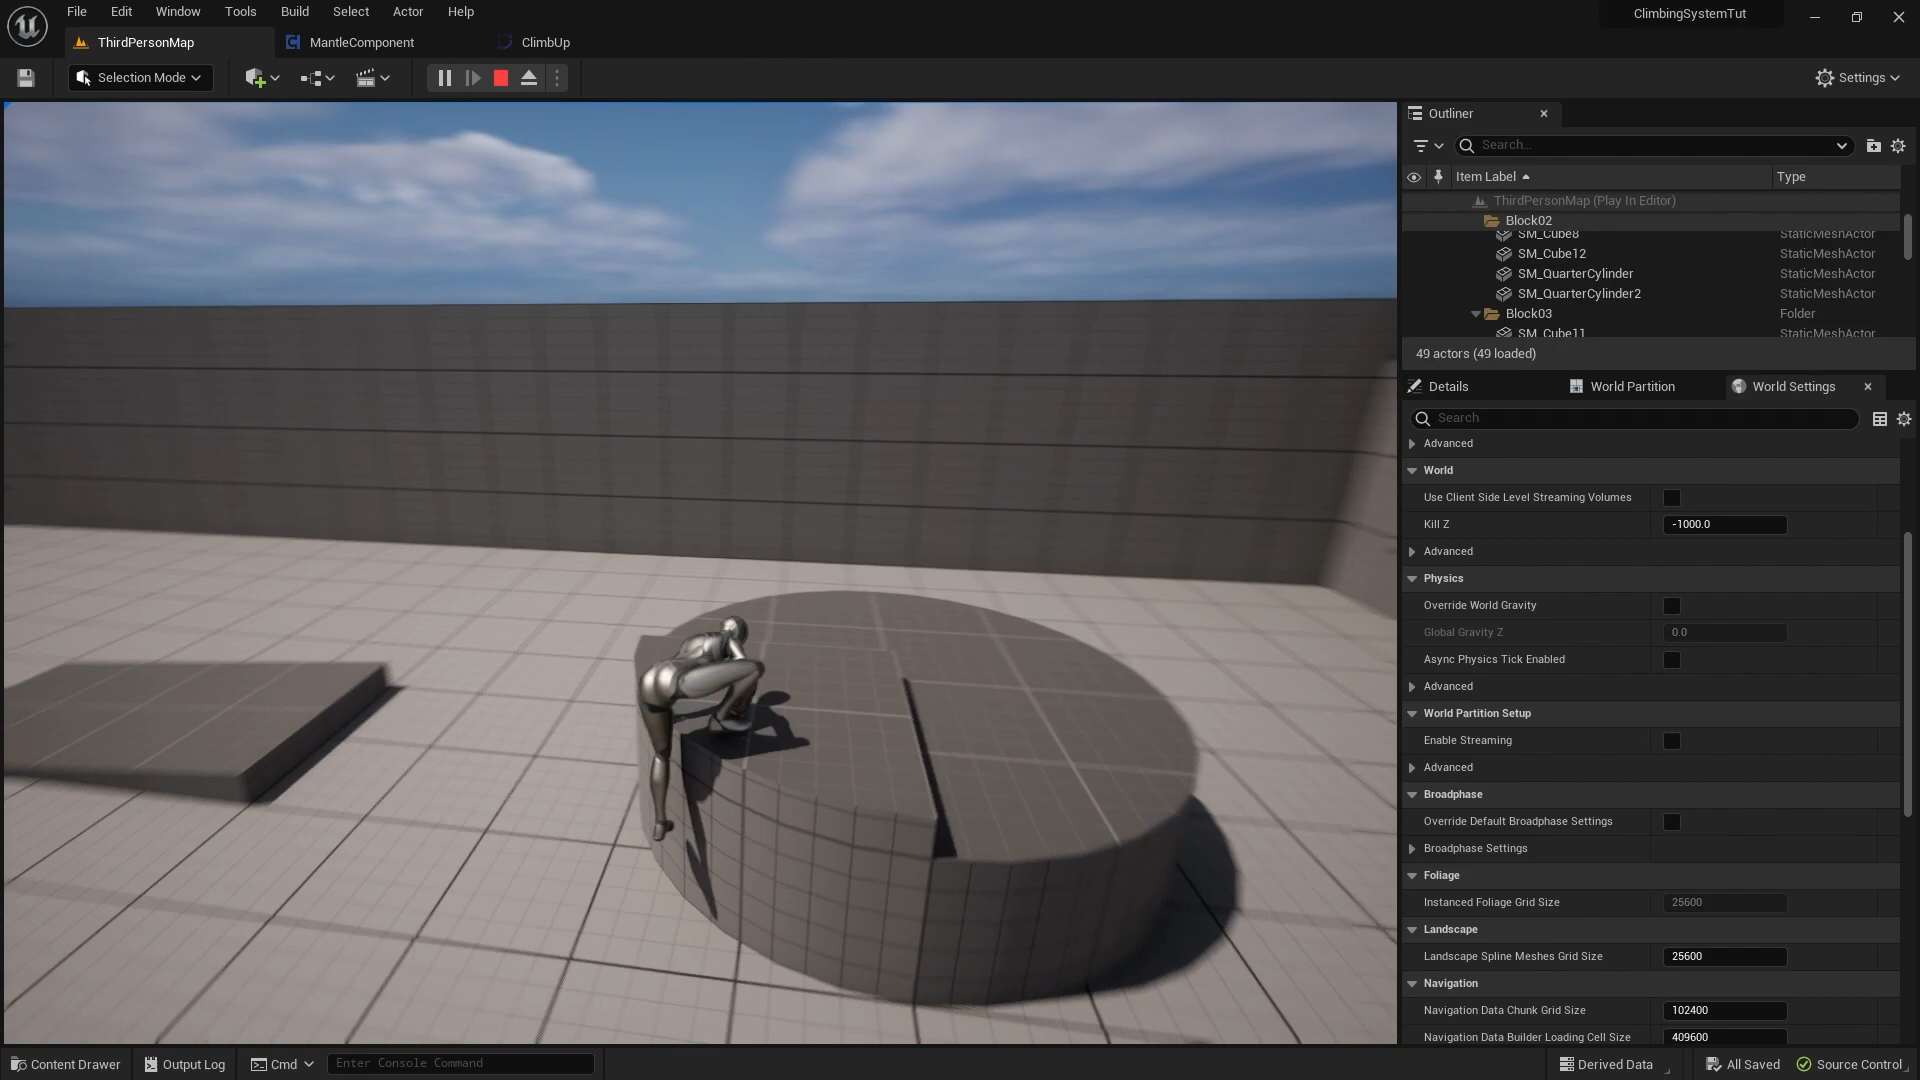 File Edit Window Tools Build Select Actor Help
ClimbingSystemTut
ThirdPersonMap MantleComponent ClimbUp
Selection Mode
Settings
Outliner
Search...
Item Label Type
ThirdPersonMap (Play In Editor)
Block02
SM_Cube8 StaticMeshActor
SM_Cube12 StaticMeshActor
SM_QuarterCylinder StaticMeshActor
SM_QuarterCylinder2 StaticMeshActor
Block03 Folder
SM_Cube11 StaticMeshActor
49 actors (49 loaded)
Details World Partition World Settings
Search
Advanced
World
Use Client Side Level Streaming Volumes
Kill Z -1000.0
Advanced
Physics
Override World Gravity
Global Gravity Z 0.0
Async Physics Tick Enabled
Advanced
World Partition Setup
Enable Streaming
Advanced
Broadphase
Override Default Broadphase Settings
Broadphase Settings
Foliage
Instanced Foliage Grid Size 25600
Landscape
Landscape Spline Meshes Grid Size 25600
Navigation
Navigation Data Chunk Grid Size 102400
Navigation Data Builder Loading Cell Size 409600
Content Drawer Output Log Cmd Enter Console Command Derived Data All Saved Source Control